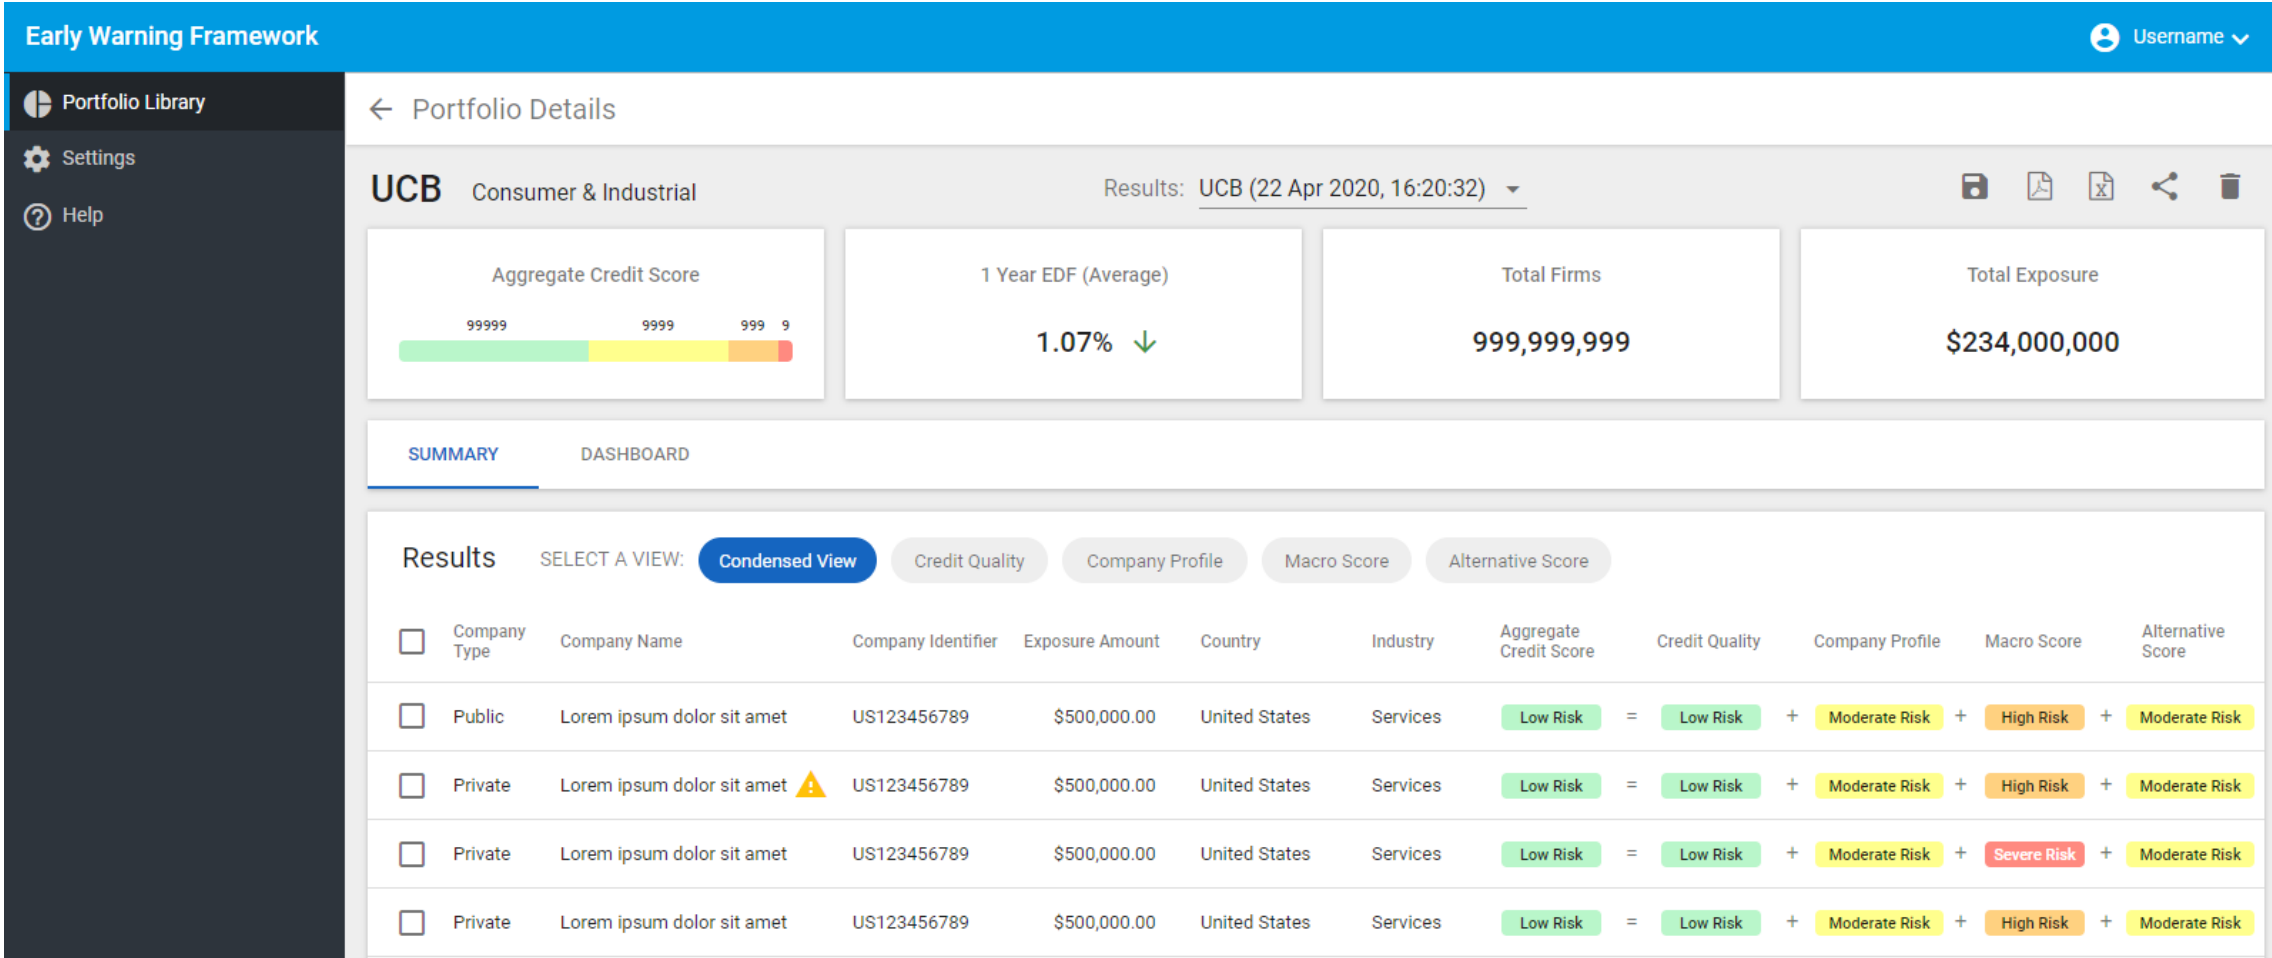 Early Warning Framework
Username
Portfolio Library
Settings
Help
Portfolio Details
UCB Consumer & Industrial
Results: UCB (22 Apr 2020, 16:20:32)
Aggregate Credit Score
99999 9999 999 9
1 Year EDF (Average)
1.07%
Total Firms
999,999,999
Total Exposure
$234,000,000
SUMMARY DASHBOARD
Results SELECT A VIEW: Condensed View Credit Quality Company Profile Macro Score Alternative Score
Company Type Company Name Company Identifier Exposure Amount Country Industry Aggregate Credit Score Credit Quality Company Profile Macro Score Alternative Score
Public Lorem ipsum dolor sit amet US123456789 $500,000.00 United States Services Low Risk = Low Risk + Moderate Risk + High Risk + Moderate Risk
Private Lorem ipsum dolor sit amet US123456789 $500,000.00 United States Services Low Risk = Low Risk + Moderate Risk + High Risk + Moderate Risk
Private Lorem ipsum dolor sit amet US123456789 $500,000.00 United States Services Low Risk = Low Risk + Moderate Risk + Severe Risk + Moderate Risk
Private Lorem ipsum dolor sit amet US123456789 $500,000.00 United States Services Low Risk = Low Risk + Moderate Risk + High Risk + Moderate Risk